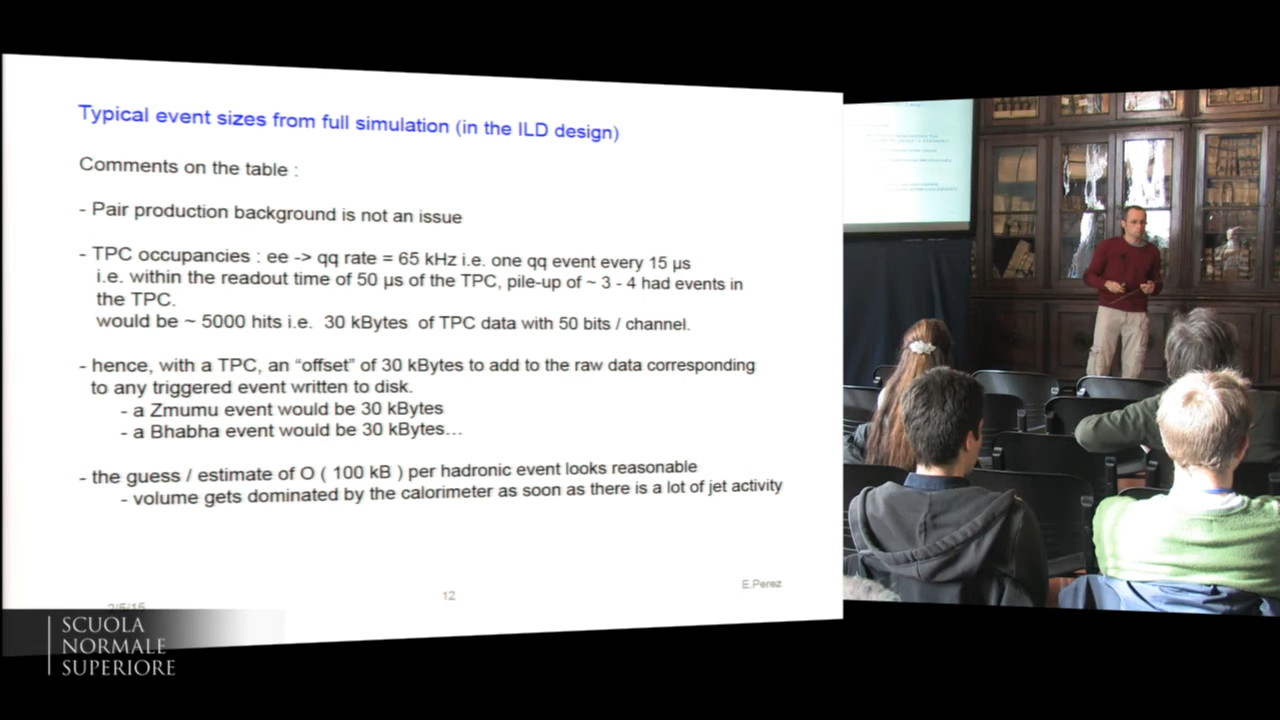 Typical event sizes from full simulation (in the ILD design)
Comments on the table :
- Pair production background is not an issue
- TPC occupancies : ee -> qq rate = 65 kHz i.e. one qq event every 15 µs
i.e. within the readout time of 50 µs of the TPC, pile-up of ~ 3 - 4 had events in
the TPC.
would be ~ 5000 hits i.e. 30 kBytes of TPC data with 50 bits / channel.
- hence, with a TPC, an “offset” of 30 kBytes to add to the raw data corresponding
to any triggered event written to disk.
- a Zmumu event would be 30 kBytes
- a Bhabha event would be 30 kBytes...
- the guess / estimate of O ( 100 kB ) per hadronic event looks reasonable
- volume gets dominated by the calorimeter as soon as there is a lot of jet activity
12
E.Perez
SCUOLA
NORMALE
SUPERIORE